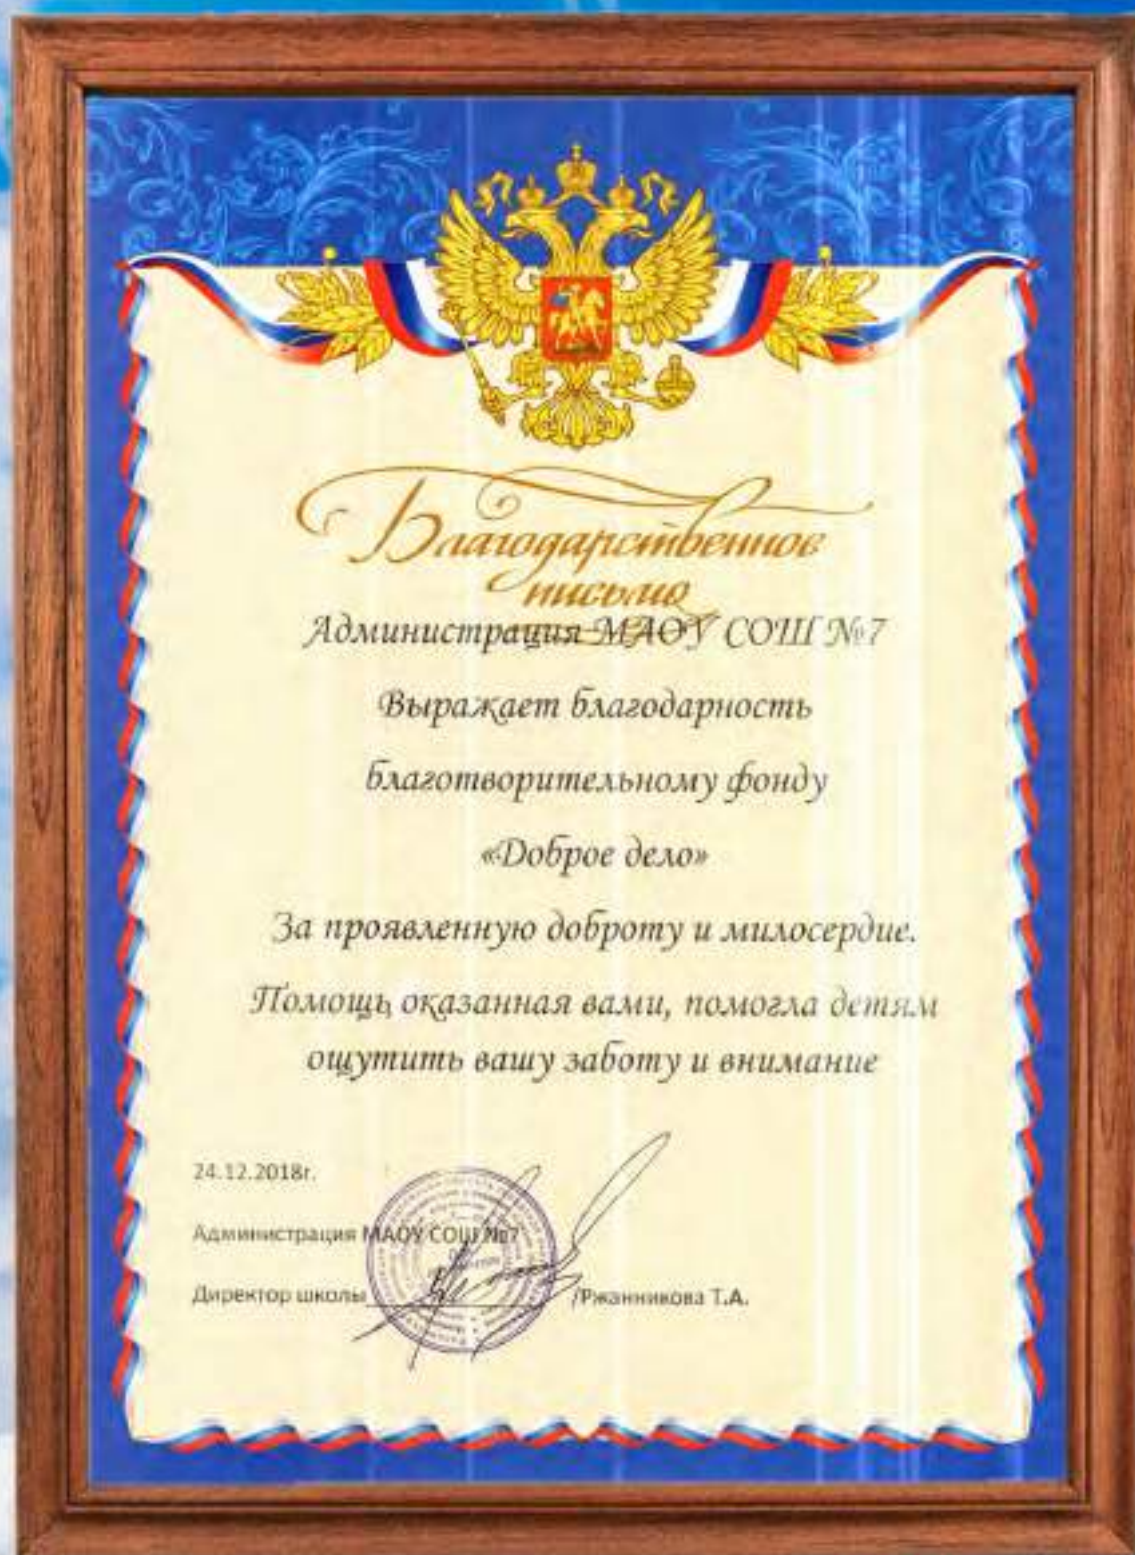 Благодарственное
письмо
Администрация МАОУ СОШ №7
Выражает благодарность
благотворительному фонду
«Доброе дело»
За проявленную доброту и милосердие.
Помощь оказанная вами, помогла детям
ощутить вашу заботу и внимание
24.12.2018г.
Администрация МАОУ СОШ №7
Директор школы /Ржанникова Т.А.